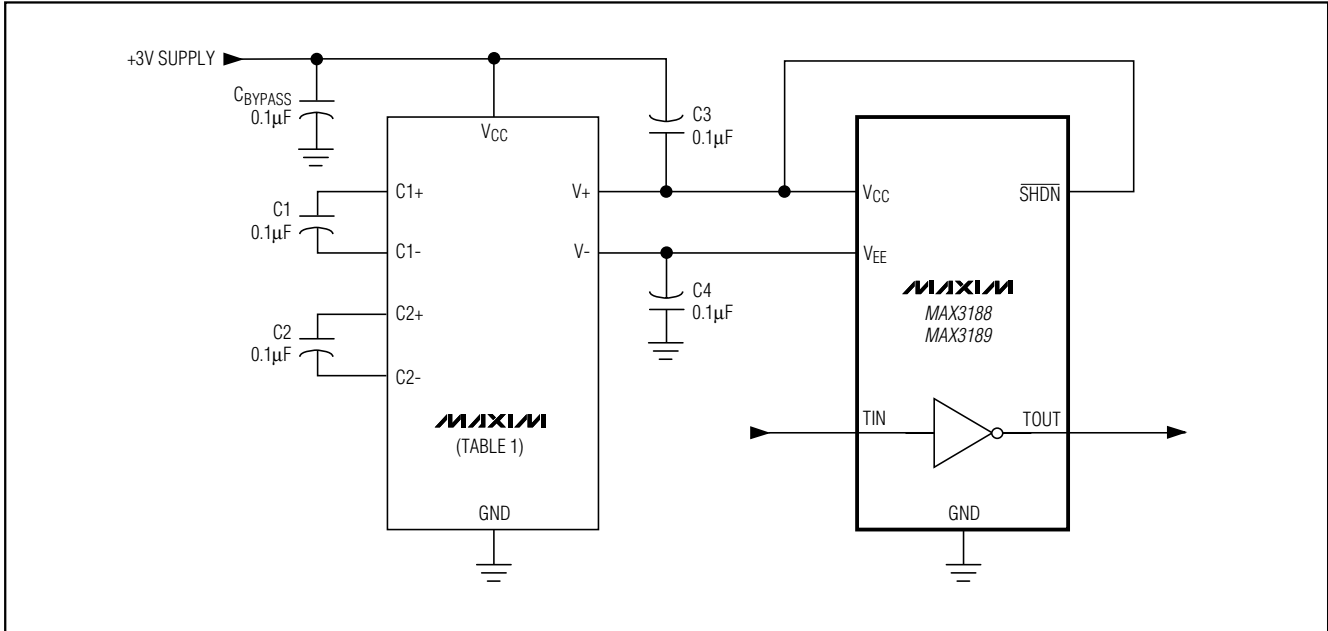 +3V SUPPLY
CBYPASS
0.1µF
VCC
C3
0.1µF
C1+
V+
VCC
SHDN
C1
0.1µF
C1-
V-
VEE
C4
0.1µF
MAXIM
MAX3188
MAX3189
C2+
C2
0.1µF
C2-
MAXIM
(TABLE 1)
TIN
TOUT
GND
GND